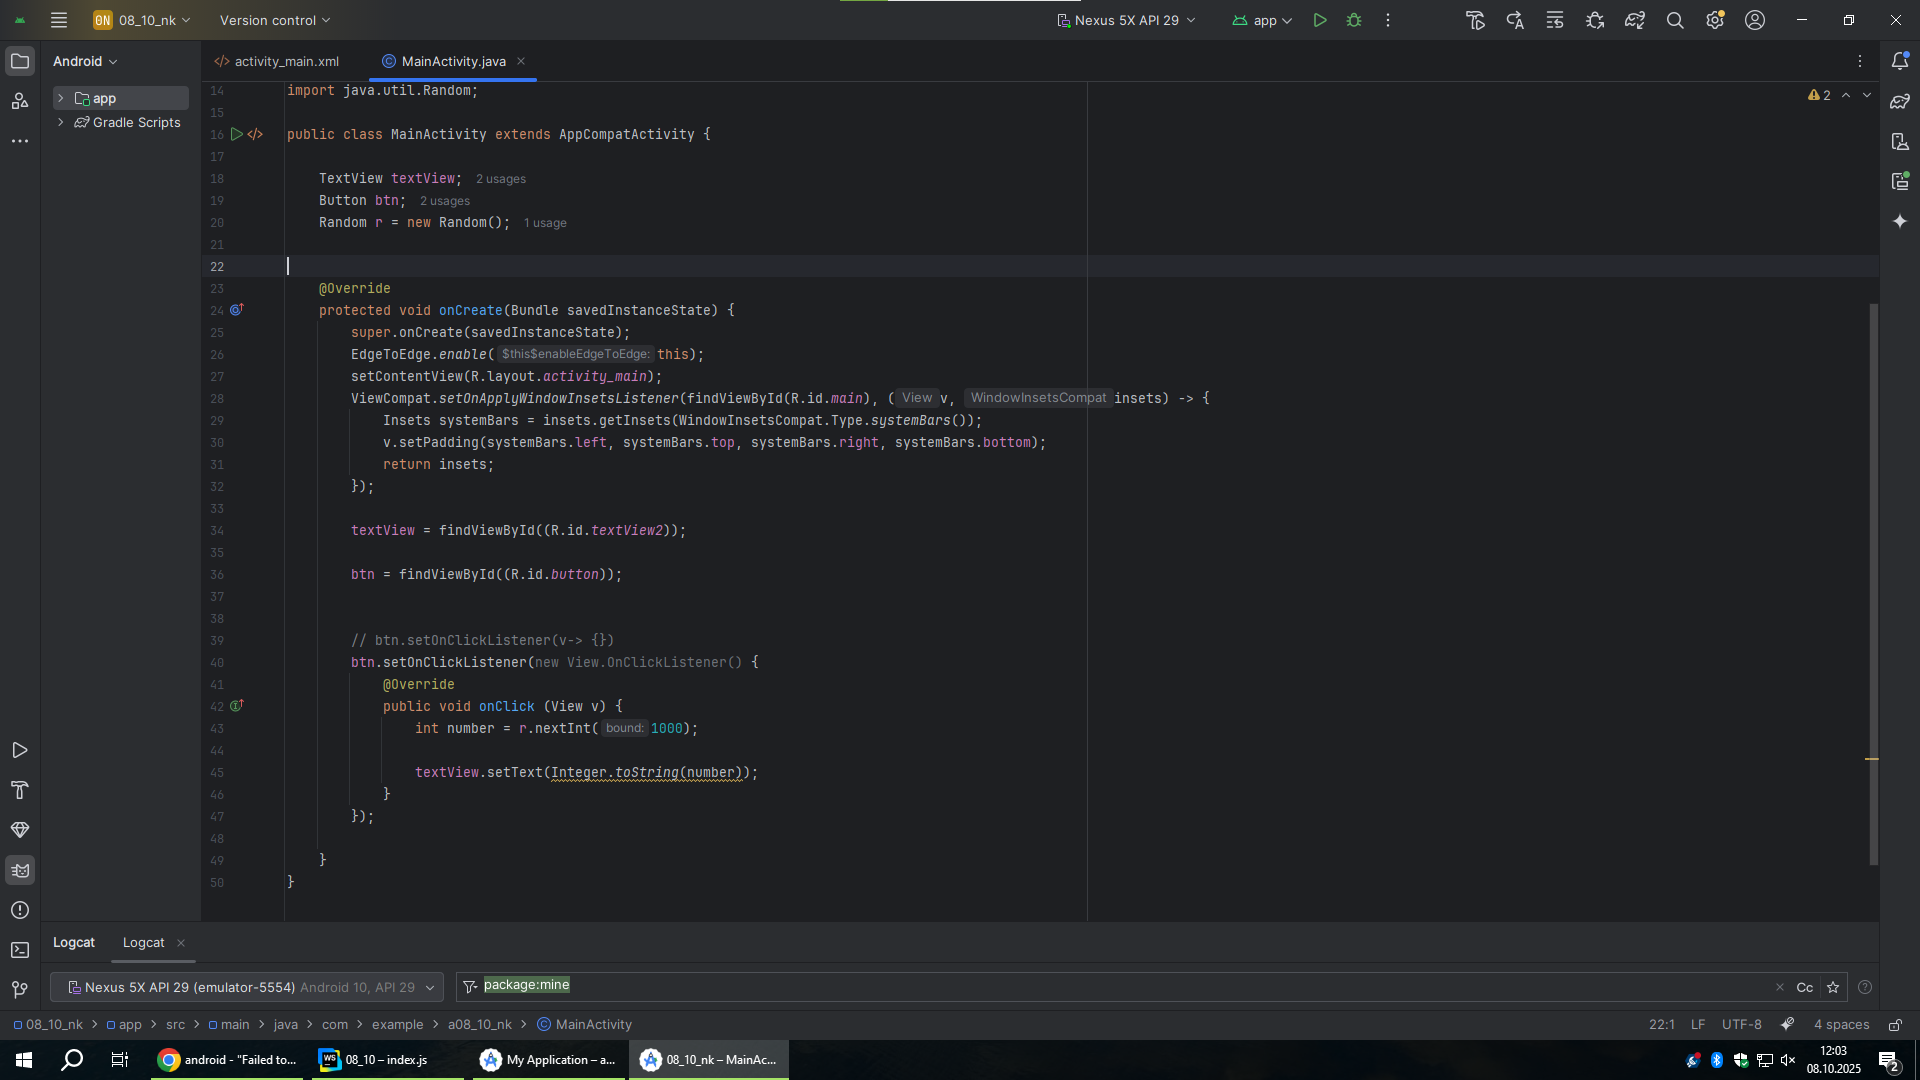 0N 08_10_nk Version control Nexus 5X API 29 app
Android activity_main.xml MainActivity.java
app
Gradle Scripts
2
14 import java.util.Random;
15
16 public class MainActivity extends AppCompatActivity {
17
18 TextView textView; 2 usages
19 Button btn; 2 usages
20 Random r = new Random(); 1 usage
21
22
23 @Override
24 protected void onCreate(Bundle savedInstanceState) {
25 super.onCreate(savedInstanceState);
26 EdgeToEdge.enable( $this$enableEdgeToEdge: this);
27 setContentView(R.layout.activity_main);
28 ViewCompat.setOnApplyWindowInsetsListener(findViewById(R.id.main), ( View v, WindowInsetsCompat insets) -> {
29 Insets systemBars = insets.getInsets(WindowInsetsCompat.Type.systemBars());
30 v.setPadding(systemBars.left, systemBars.top, systemBars.right, systemBars.bottom);
31 return insets;
32 });
33
34 textView = findViewById((R.id.textView2));
35
36 btn = findViewById((R.id.button));
37
38
39 // btn.setOnClickListener(v-> {})
40 btn.setOnClickListener(new View.OnClickListener() {
41 @Override
42 public void onClick (View v) {
43 int number = r.nextInt( bound: 1000);
44
45 textView.setText(Integer.toString(number));
46 }
47 });
48
49 }
50 }
Logcat Logcat
Nexus 5X API 29 (emulator-5554) Android 10, API 29 package:mine Cc
08_10_nk > app > src > main > java > com > example > a08_10_nk > MainActivity 22:1 LF UTF-8 4 spaces
android - "Failed to... WS 08_10 – index.js My Application – a... 08_10_nk – MainAc... 12:03
08.10.2025 2